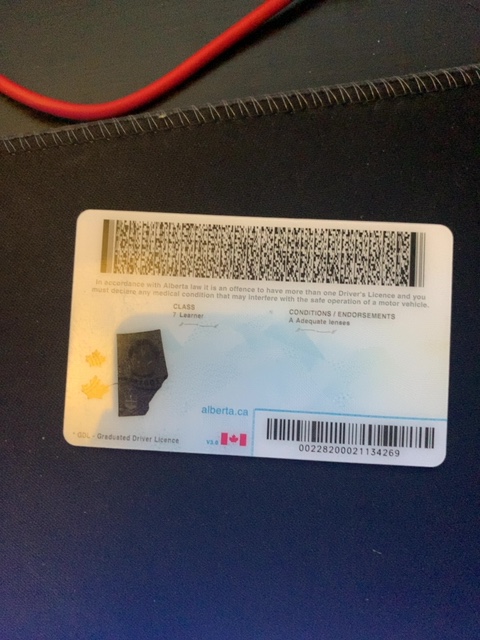 In accordance with Alberta law it is an offence to have more than one Driver's Licence and you
must declare any medical condition that may interfere with the safe operation of a motor vehicle.
CLASS
7 Learner
CONDITIONS / ENDORSEMENTS
A Adequate lenses
alberta.ca
GDL - Graduated Driver Licence
00228200021134269